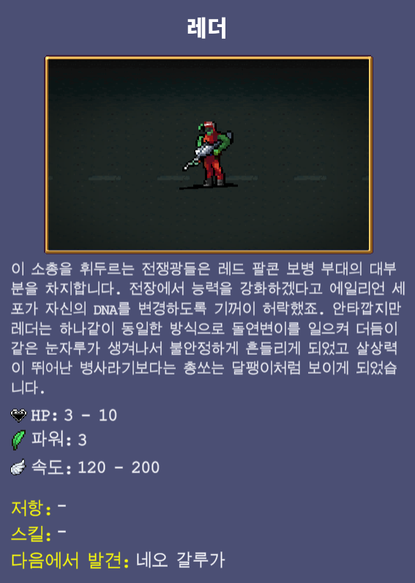 레더
이 소총을 휘두르는 전쟁광들은 레드 팔콘 보병 부대의 대부
분을 차지합니다. 전장에서 능력을 강화하겠다고 에일리언 세
포가 자신의 DNA를 변경하도록 기꺼이 허락했죠. 안타깝지만
레더는 하나같이 동일한 방식으로 돌연변이를 일으켜 더듬이
같은 눈자루가 생겨나서 불안정하게 흔들리게 되었고 살상력
이 뛰어난 병사라기보다는 총쏘는 달팽이처럼 보이게 되었습
니다.
HP: 3 - 10
파워: 3
속도: 120 - 200
저항: -
스킬: -
다음에서 발견: 네오 갈루가